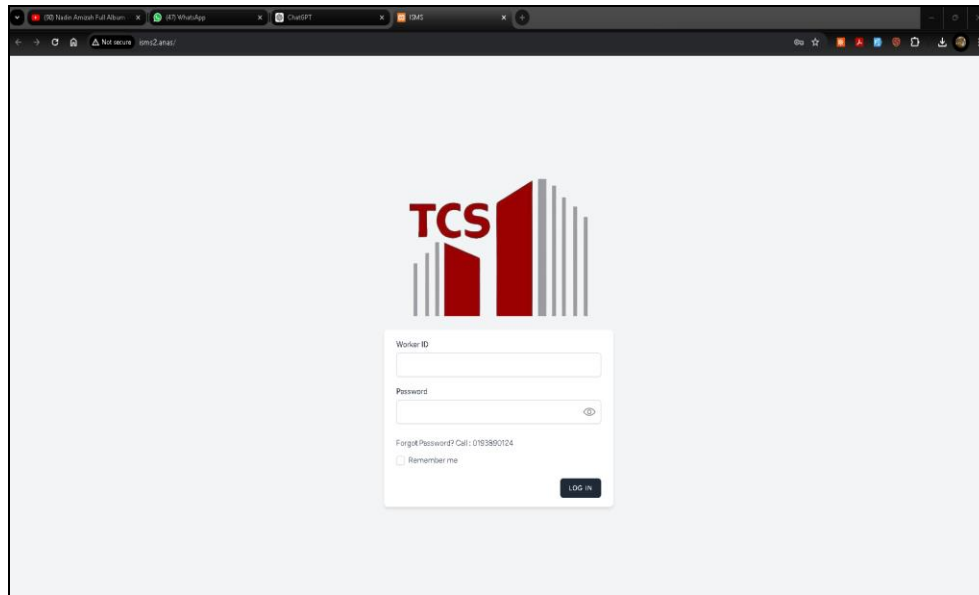 (90) Nadin Amizah Full Album
(47) WhatsApp
ChatGPT
ISMS
Not secure isms2.anas/
TCS
Worker ID
Password
Forgot Password? Call : 0193890124
Remember me
LOG IN